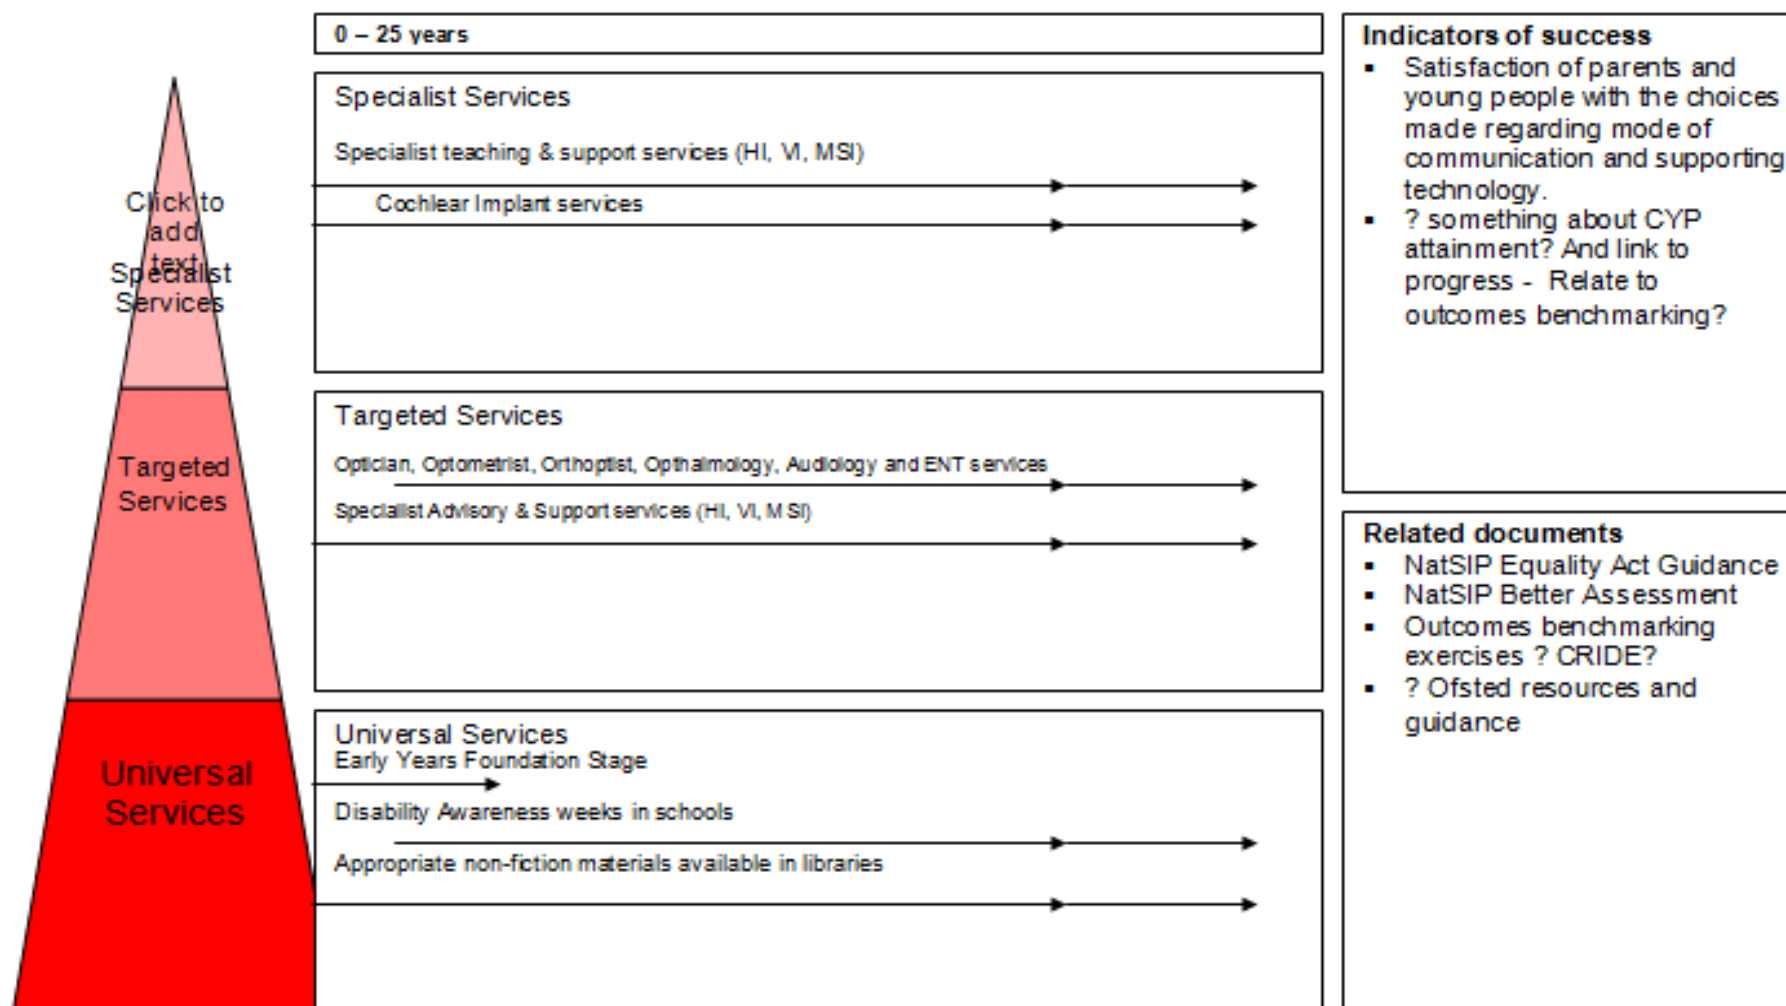 0 – 25 years
Click to
add
text
Specialist
Services
Targeted
Services
Universal
Services
Specialist Services
Specialist teaching & support services (HI, VI, MSI)
Cochlear Implant services
Targeted Services
Optician, Optometrist, Orthoptist, Opthalmology, Audiology and ENT services
Specialist Advisory & Support services (HI, VI, MSI)
Universal Services
Early Years Foundation Stage
Disability Awareness weeks in schools
Appropriate non-fiction materials available in libraries
Indicators of success
▪ Satisfaction of parents and
young people with the choices
made regarding mode of
communication and supporting
technology.
▪ ? something about CYP
attainment? And link to
progress - Relate to
outcomes benchmarking?
Related documents
▪ NatSIP Equality Act Guidance
▪ NatSIP Better Assessment
▪ Outcomes benchmarking
exercises ? CRIDE?
▪ ? Ofsted resources and
guidance